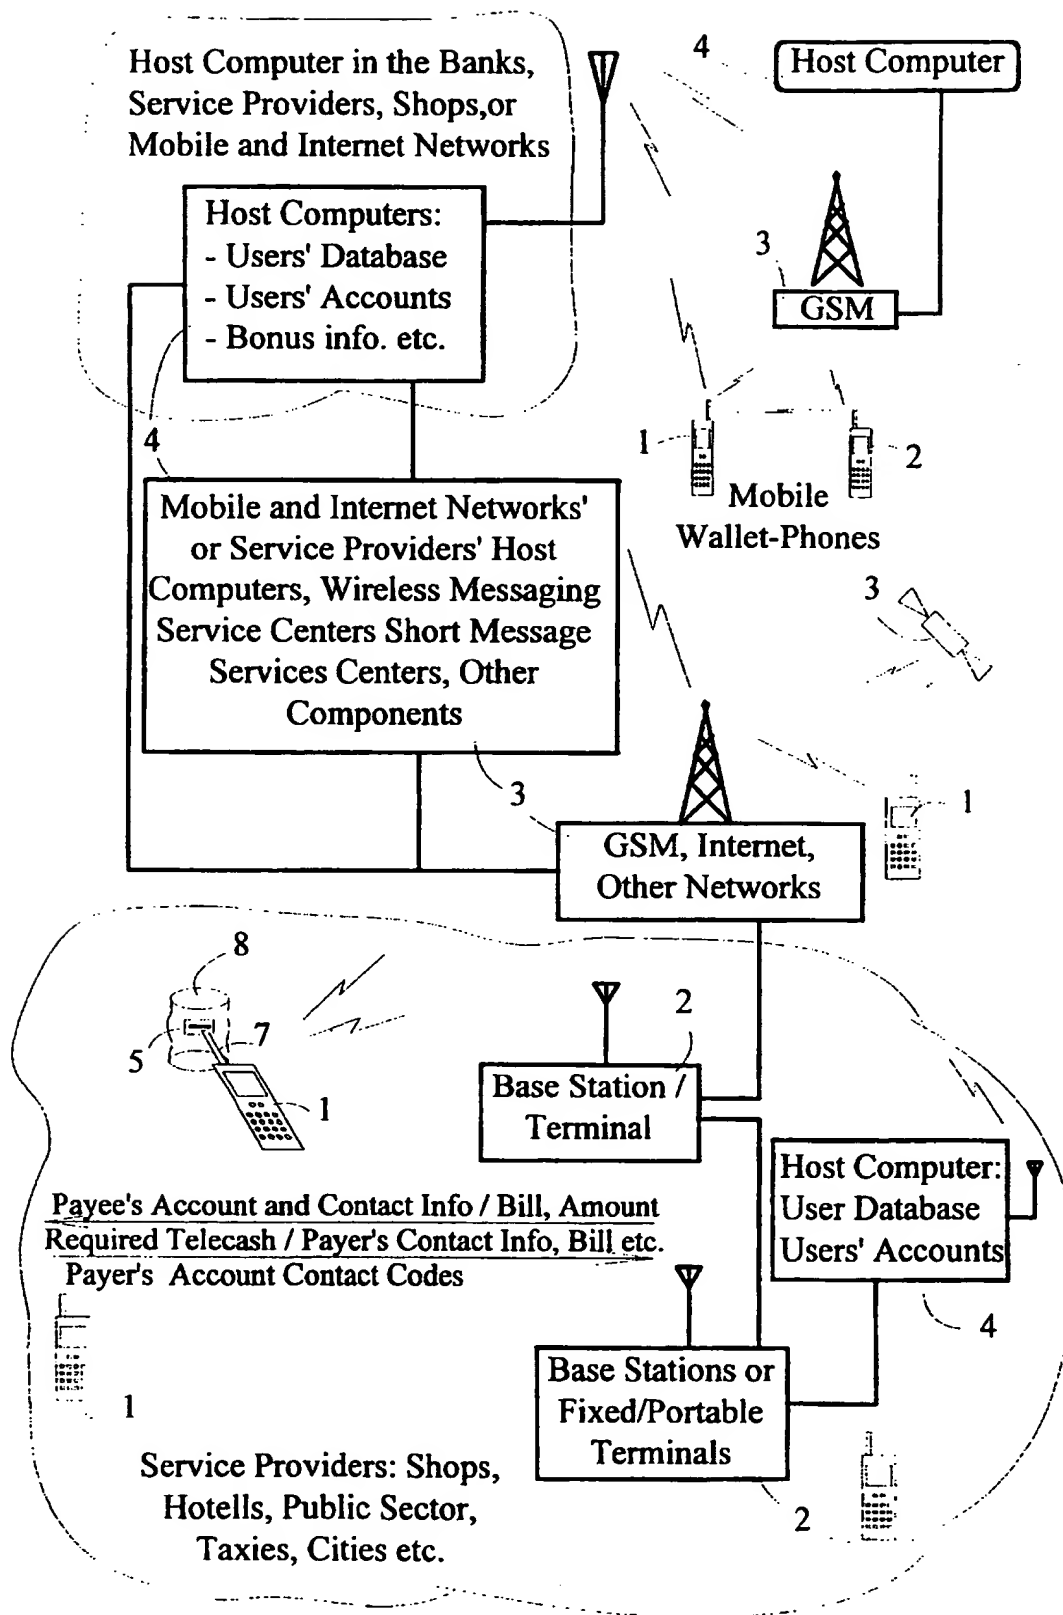 Host Computer in the Banks,
Service Providers, Shops,or
Mobile and Internet Networks
4
Host Computer
Host Computers:
- Users' Database
- Users' Accounts
- Bonus info. etc.
3
GSM
4
1
2
Mobile
Wallet-Phones
Mobile and Internet Networks'
or Service Providers' Host
Computers, Wireless Messaging
Service Centers Short Message
Services Centers, Other
Components
3
3
1
GSM, Internet,
Other Networks
8
5
7
1
2
Base Station /
Terminal
Host Computer:
User Database
Users' Accounts
4
Payee's Account and Contact Info / Bill, Amount
Required Telecash / Payer's Contact Info, Bill etc.
Payer's Account Contact Codes
1
Base Stations or
Fixed/Portable
Terminals
2
Service Providers: Shops,
Hotells, Public Sector,
Taxies, Cities etc.